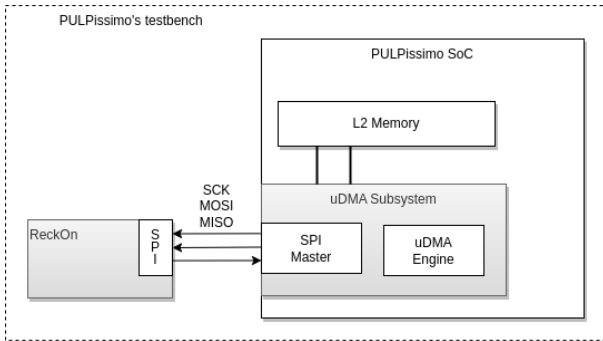 PULPissimo's testbench
PULPissimo SoC
L2 Memory
uDMA Subsystem
SCK
MOSI
MISO
ReckOn
S
P
I
SPI
Master
uDMA
Engine